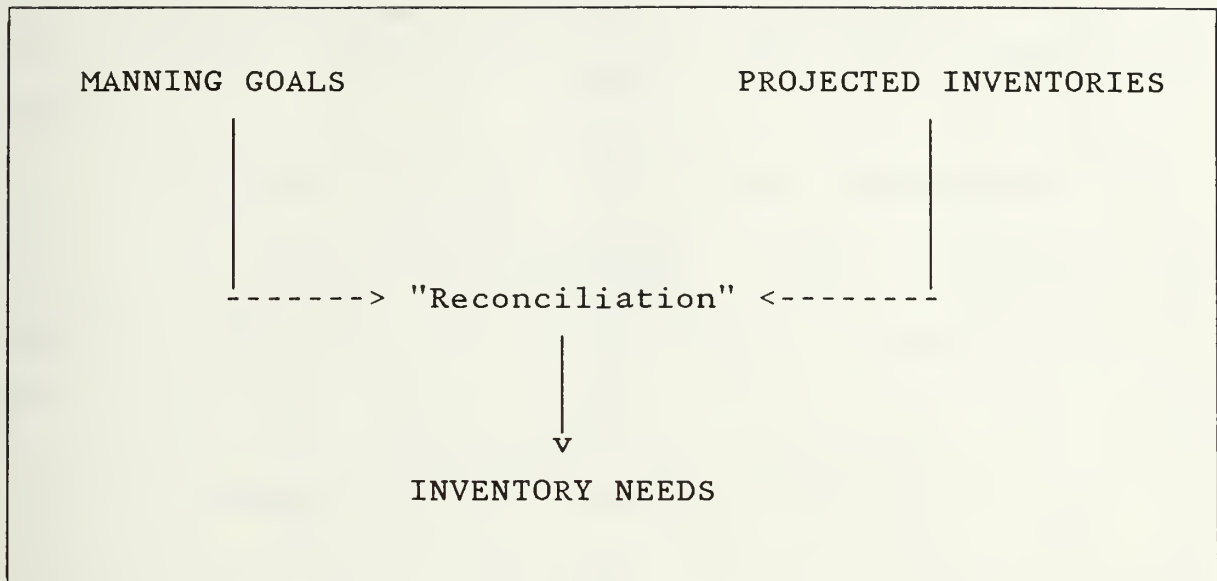 MANNING GOALS PROJECTED INVENTORIES
-------> "Reconciliation" <--------
v
INVENTORY NEEDS